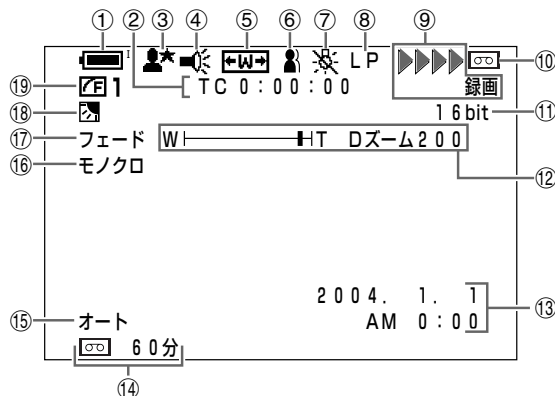 ① ② ③ ④ ⑤ ⑥ ⑦ ⑧ ⑨
W LP ⑩
⑲ F 1 TC 0:00:00 録画
⑱ 16bit ⑪
⑰ フェード W T Dズーム200
⑯ モノクロ ⑫
2004. 1. 1
⑮ オート AM 0:00 ⑬
60分
⑭